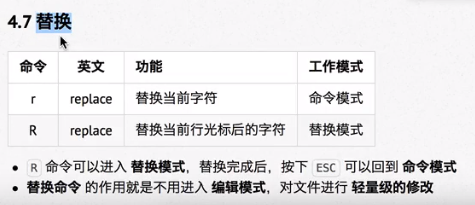 4.7 替换
命令 英文 功能 工作模式
r replace 替换当前字符 命令模式
R replace 替换当前行光标后的字符 替换模式
• R 命令可以进入 替换模式，替换完成后，按下 ESC 可以回到 命令模式
• 替换命令 的作用就是不用进入 编辑模式，对文件进行 轻量级的修改